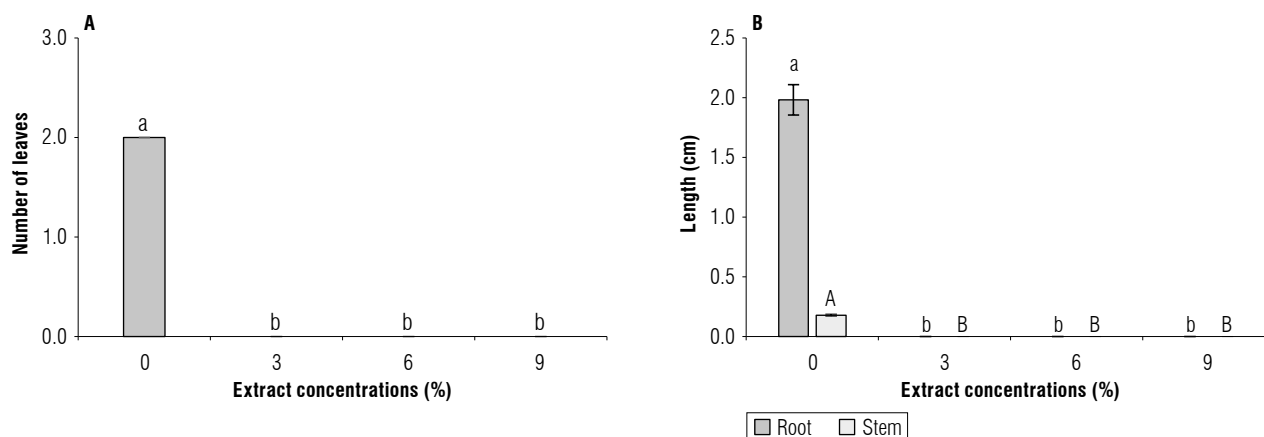 A
3.0
2.0
1.0
0.0
Number of leaves
a
b
b
b
0
3
6
9
Extract concentrations (%)
B
2.5
2.0
1.5
1.0
0.5
0.0
Length (cm)
a
A
b B
b B
b B
0
3
6
9
Extract concentrations (%)
Root Stem